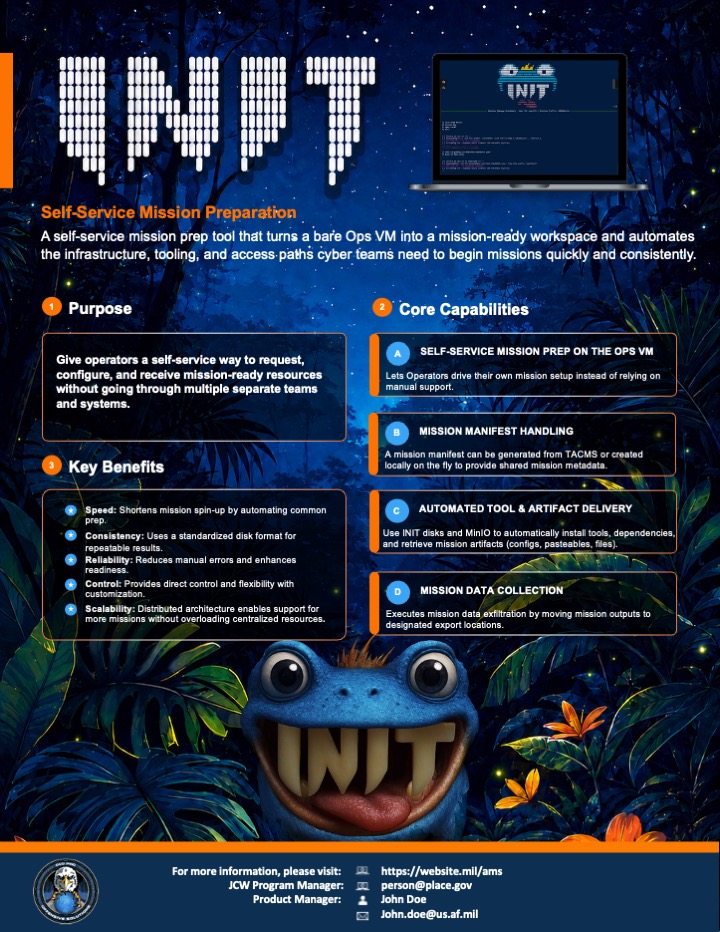 INIT
INIT
Self-Service Mission Preparation
A self-service mission prep tool that turns a bare Ops VM into a mission-ready workspace and automates
the infrastructure, tooling, and access paths cyber teams need to begin missions quickly and consistently.
1 Purpose
Give operators a self-service way to request,
configure, and receive mission-ready resources
without going through multiple separate teams
and systems.
2 Core Capabilities
A SELF-SERVICE MISSION PREP ON THE OPS VM
Lets Operators drive their own mission setup instead of relying on
manual support.
B MISSION MANIFEST HANDLING
A mission manifest can be generated from TACMS or created
locally on the fly to provide shared mission metadata.
C AUTOMATED TOOL & ARTIFACT DELIVERY
Use INIT disks and MinIO to automatically install tools, dependencies,
and retrieve mission artifacts (configs, pasteables, files).
D MISSION DATA COLLECTION
Executes mission data exfiltration by moving mission outputs to
designated export locations.
3 Key Benefits
Speed: Shortens mission spin-up by automating common
prep.
Consistency: Uses a standardized disk format for
repeatable results.
Reliability: Reduces manual errors and enhances
readiness.
Control: Provides direct control and flexibility with
customization.
Scalability: Distributed architecture enables support for
more missions without overloading centralized resources.
INIT
For more information, please visit: https://website.mil/ams
JCW Program Manager: person@place.gov
Product Manager: John Doe
John.doe@us.af.mil